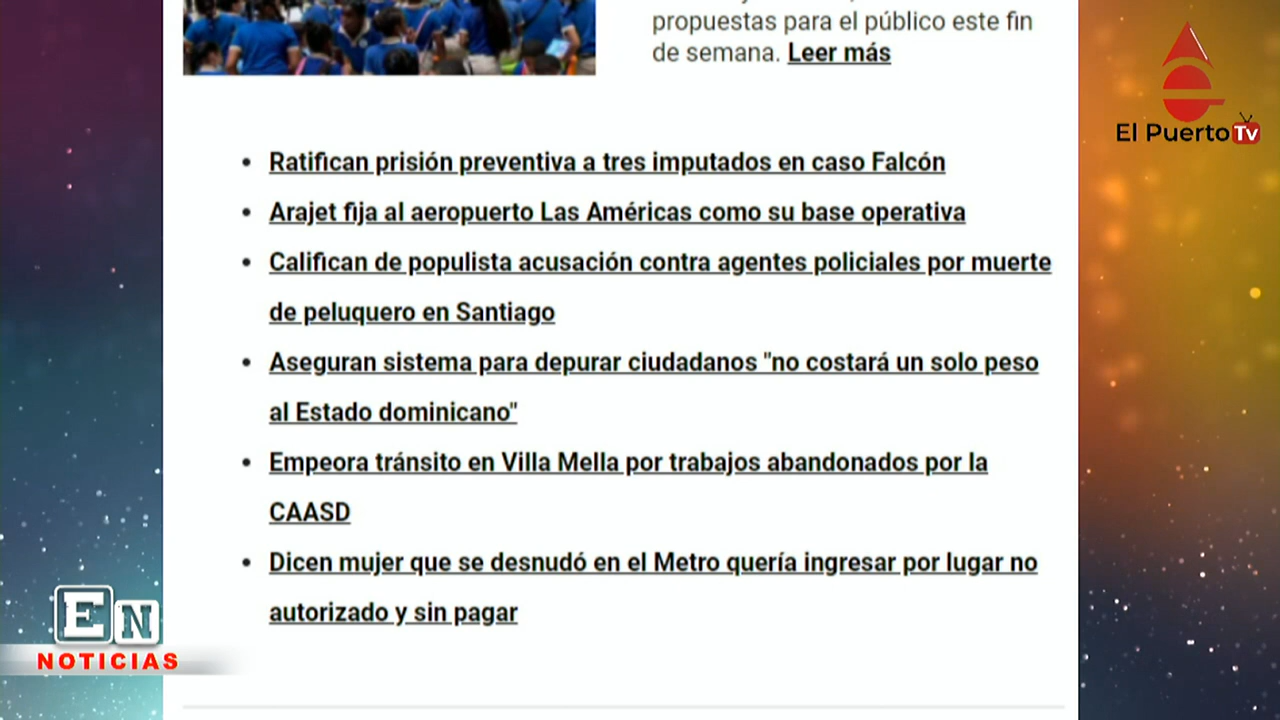 propuestas para el público este fin
de semana. Leer más
El Puerto Tv
• Ratifican prisión preventiva a tres imputados en caso Falcón
• Arajet fija al aeropuerto Las Américas como su base operativa
• Califican de populista acusación contra agentes policiales por muerte
de peluquero en Santiago
• Aseguran sistema para depurar ciudadanos "no costará un solo peso
al Estado dominicano"
• Empeora tránsito en Villa Mella por trabajos abandonados por la
CAASD
• Dicen mujer que se desnudó en el Metro quería ingresar por lugar no
autorizado y sin pagar
EN
NOTICIAS